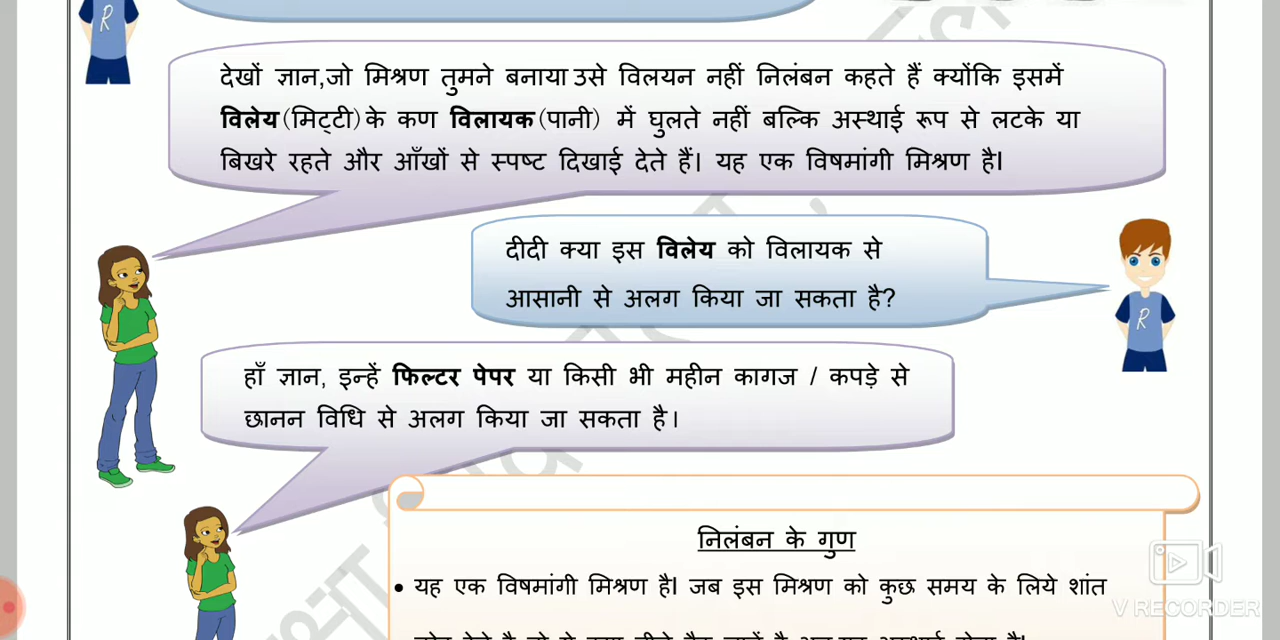 देखों ज्ञान,जो मिश्रण तुमने बनाया उसे विलयन नहीं निलंबन कहते हैं क्योंकि इसमें
विलेय(मिट्टी)के कण विलायक(पानी) में घुलते नहीं बल्कि अस्थाई रूप से लटके या
बिखरे रहते और आँखों से स्पष्ट दिखाई देते हैं। यह एक विषमांगी मिश्रण है।
दीदी क्या इस विलेय को विलायक से
आसानी से अलग किया जा सकता है?
हाँ ज्ञान, इन्हें फिल्टर पेपर या किसी भी महीन कागज / कपड़े से
छानन विधि से अलग किया जा सकता है।
निलंबन के गुण
• यह एक विषमांगी मिश्रण है। जब इस मिश्रण को कुछ समय के लिये शांत
R
R
V RECORDER